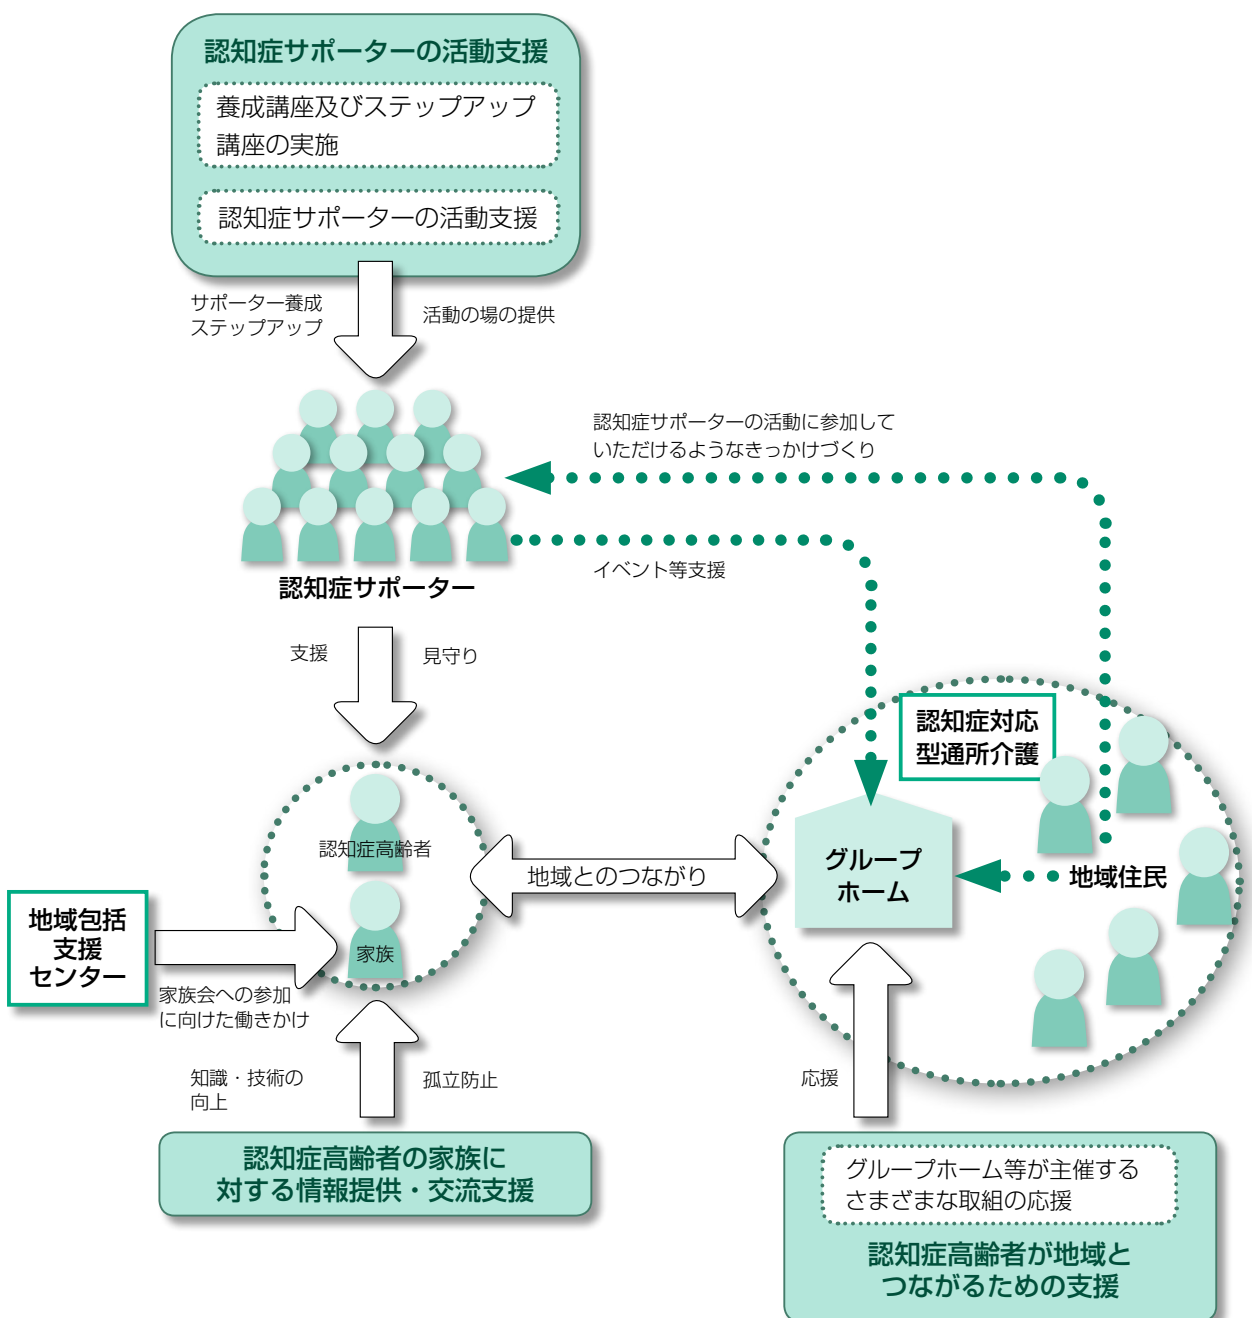 認知症サポーターの活動支援
養成講座及びステップアップ
講座の実施
認知症サポーターの活動支援
サポーター養成
ステップアップ
活動の場の提供
認知症サポーターの活動に参加して
いただけるようなきっかけづくり
イベント等支援
認知症サポーター
支援
見守り
認知症対応
型通所介護
認知症高齢者
家族
地域とのつながり
グループ
ホーム
地域住民
地域包括
支援
センター
家族会への参加
に向けた働きかけ
知識・技術の
向上
孤立防止
応援
認知症高齢者の家族に
対する情報提供・交流支援
グループホーム等が主催する
さまざまな取組の応援
認知症高齢者が地域と
つながるための支援